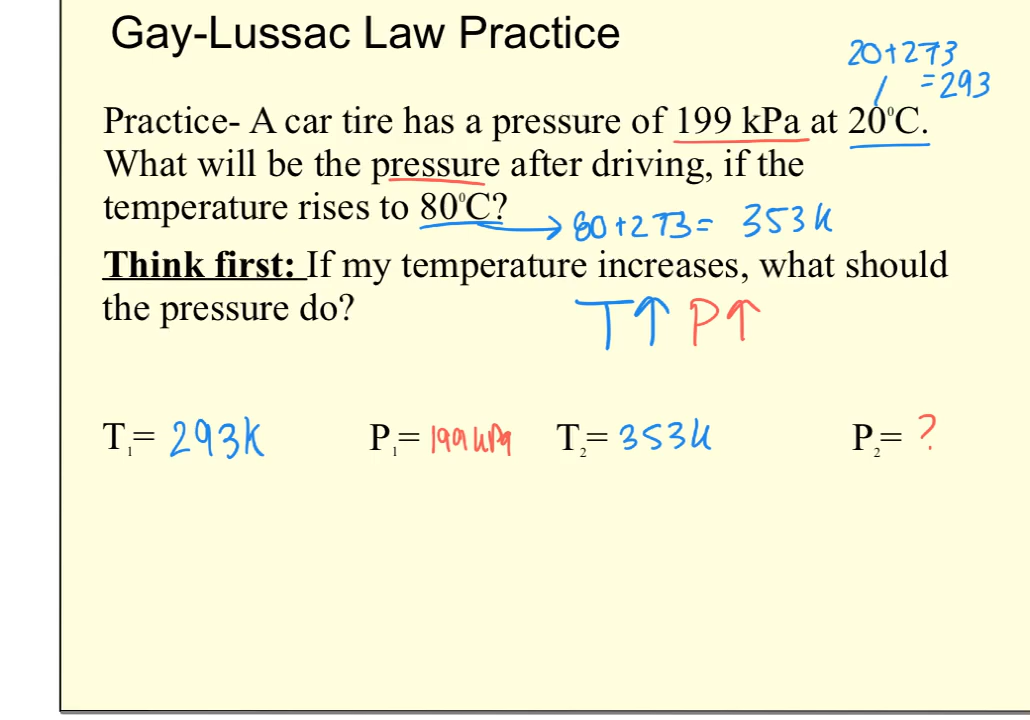 Gay-Lussac Law Practice
20+273
=293
Practice- A car tire has a pressure of 199 kPa at 20°C.
What will be the pressure after driving, if the
temperature rises to 80°C?
→ 80+273= 353K
Think first: If my temperature increases, what should
the pressure do?
T↑ P↑
T₁= 293K P₁= 199 kPa T₂= 353K P₂= ?